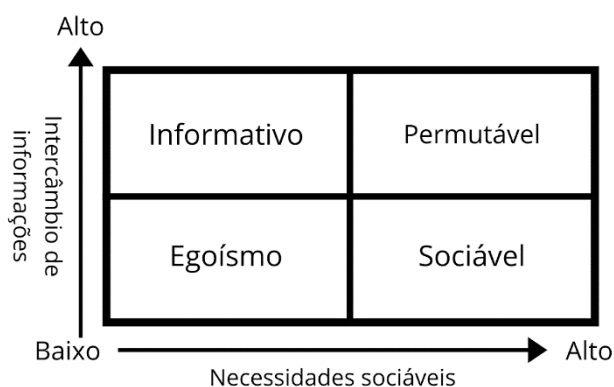 Alto
Intercâmbio de
informações
Informativo
Permutável
Egoísmo
Sociável
Baixo
Alto
Necessidades sociáveis